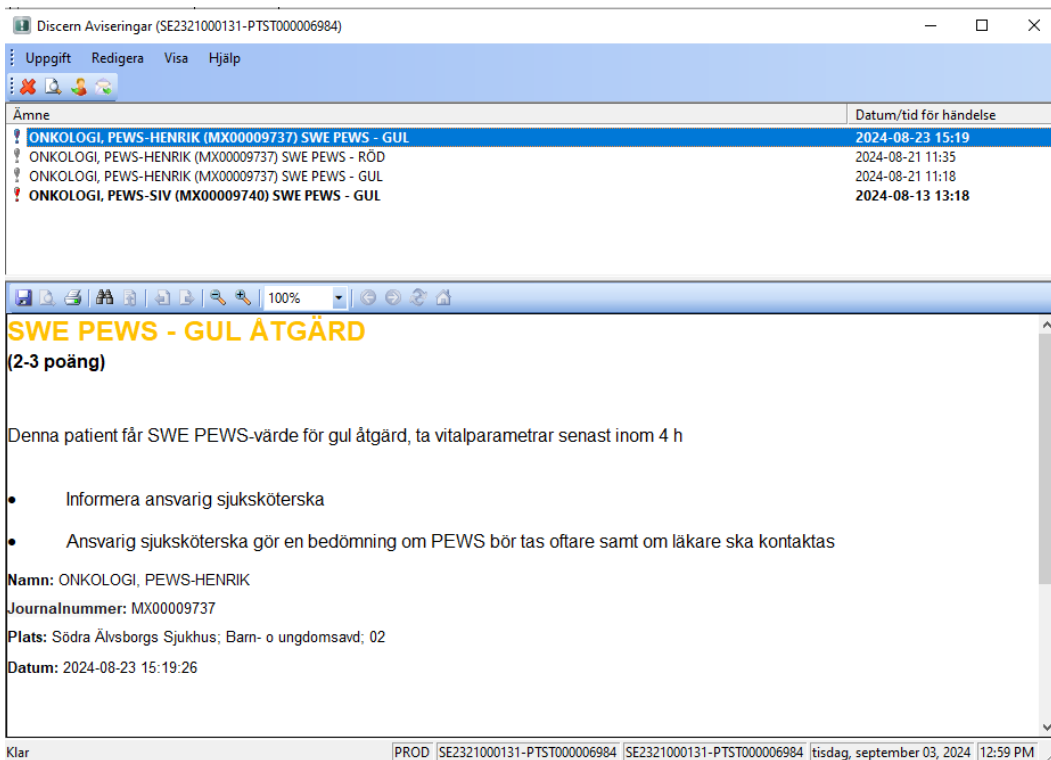 Discern Aviseringar (SE2321000131-PTST000006984)
Uppgift Redigera Visa Hjälp
Ämne Datum/tid för händelse
ONKOLOGI, PEWS-HENRIK (MX00009737) SWE PEWS - GUL 2024-08-23 15:19
ONKOLOGI, PEWS-HENRIK (MX00009737) SWE PEWS - RÖD 2024-08-21 11:35
ONKOLOGI, PEWS-HENRIK (MX00009737) SWE PEWS - GUL 2024-08-21 11:18
ONKOLOGI, PEWS-SIV (MX00009740) SWE PEWS - GUL 2024-08-13 13:18
100%
SWE PEWS - GUL ÅTGÄRD
(2-3 poäng)
Denna patient får SWE PEWS-värde för gul åtgärd, ta vitalparametrar senast inom 4 h
• Informera ansvarig sjuksköterska
• Ansvarig sjuksköterska gör en bedömning om PEWS bör tas oftare samt om läkare ska kontaktas
Namn: ONKOLOGI, PEWS-HENRIK
Journalnummer: MX00009737
Plats: Södra Älvsborgs Sjukhus; Barn- o ungdomsavd; 02
Datum: 2024-08-23 15:19:26
Klar PROD SE2321000131-PTST000006984 SE2321000131-PTST000006984 tisdag, september 03, 2024 12:59 PM